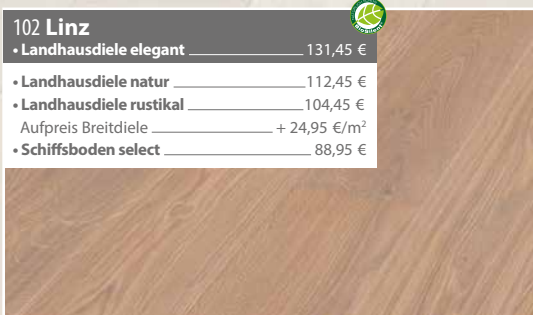 102 Linz
• Landhausdiele elegant 131,45 €
• Landhausdiele natur 112,45 €
• Landhausdiele rustikal 104,45 €
Aufpreis Breitdiele + 24,95 €/m²
• Schiffsboden select 88,95 €